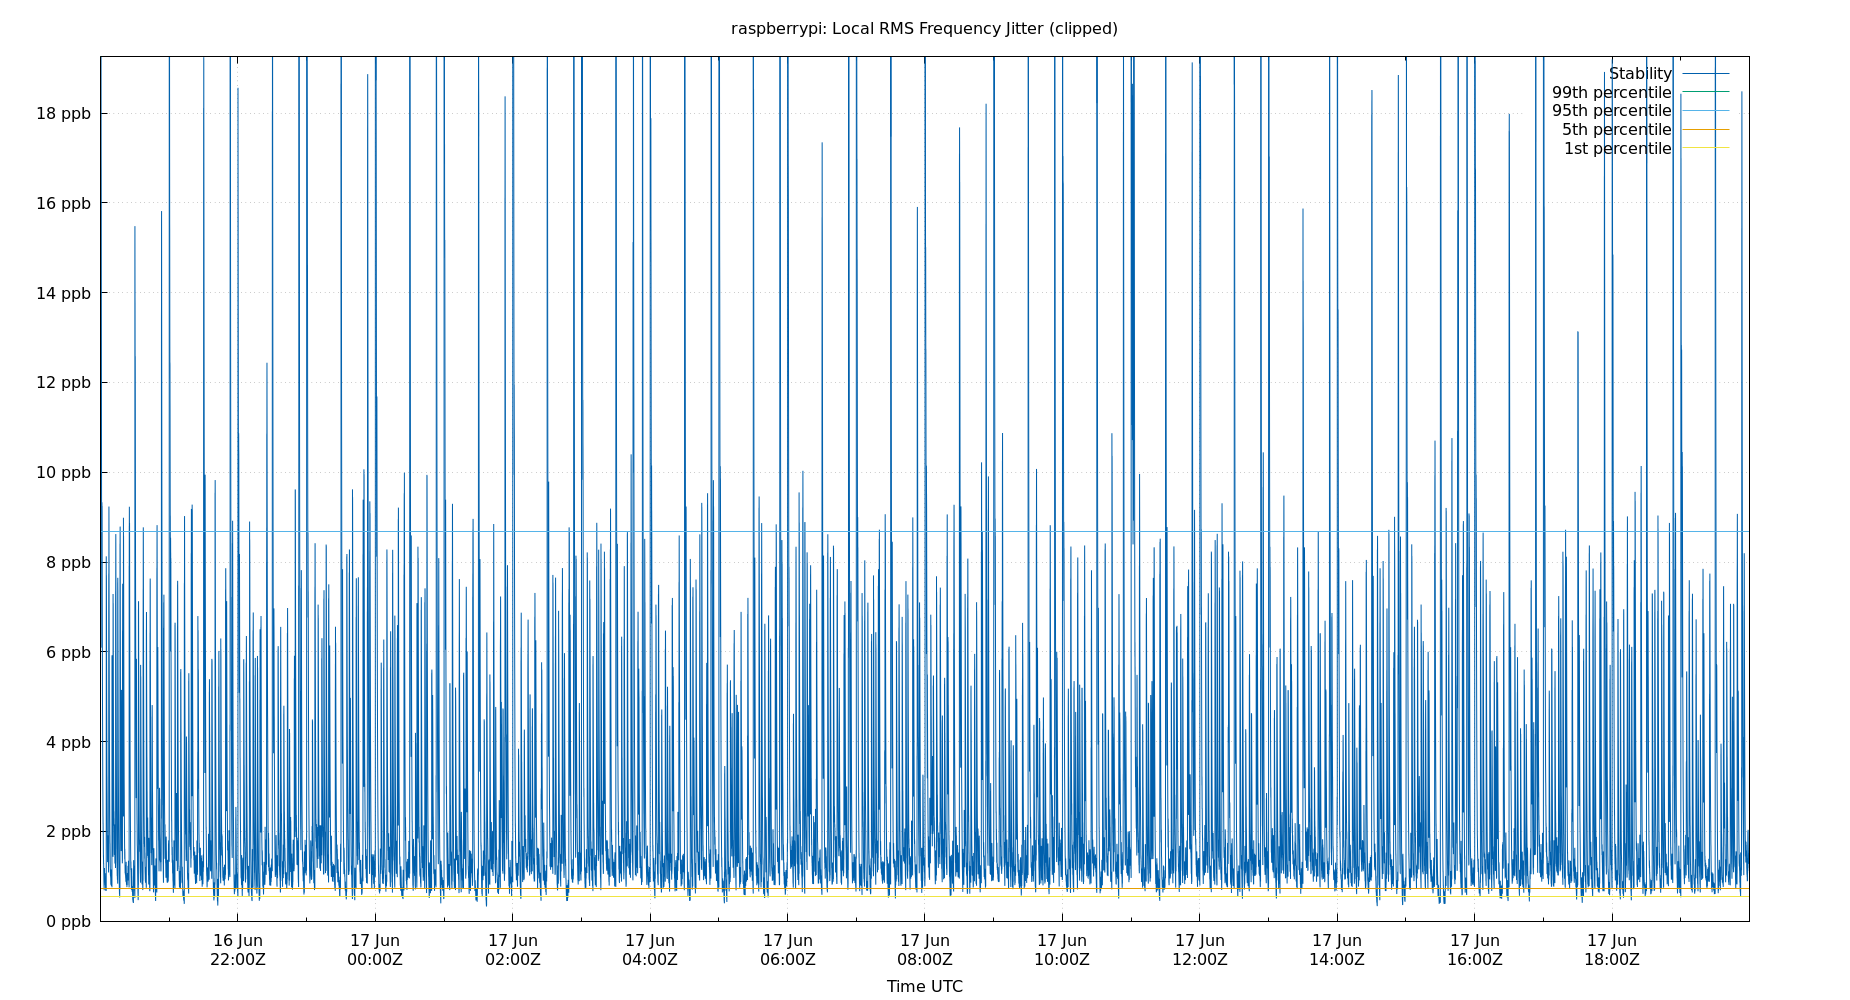 raspberrypi: Local RMS Frequency Jitter (clipped)
Stability
99th percentile
95th percentile
5th percentile
1st percentile
18 ppb
16 ppb
14 ppb
12 ppb
10 ppb
8 ppb
6 ppb
4 ppb
2 ppb
0 ppb
16 Jun 17 Jun 17 Jun 17 Jun 17 Jun 17 Jun 17 Jun 17 Jun 17 Jun 17 Jun 17 Jun
22:00Z 00:00Z 02:00Z 04:00Z 06:00Z 08:00Z 10:00Z 12:00Z 14:00Z 16:00Z 18:00Z
Time UTC